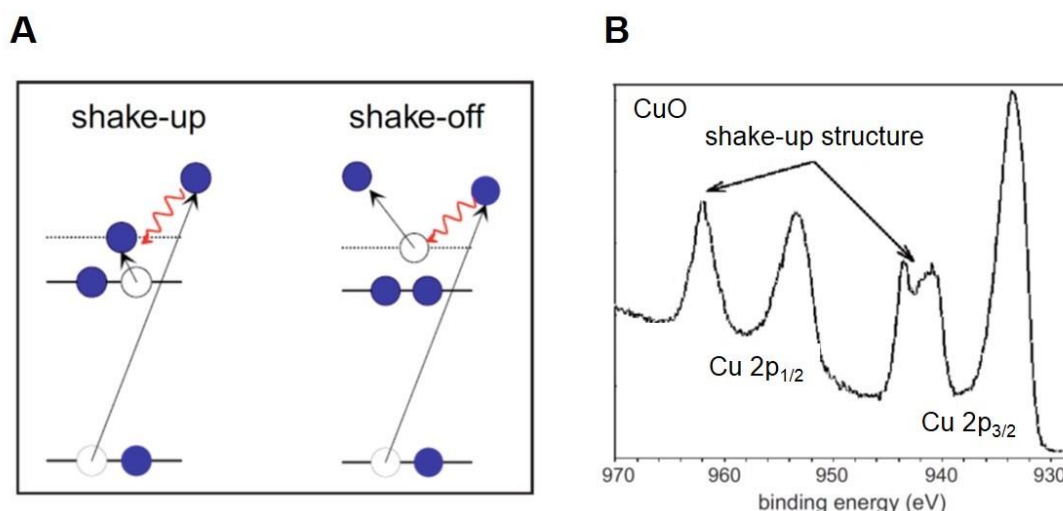 A
B
shake-up
shake-off
CuO
shake-up structure
Cu 2p1/2
Cu 2p3/2
970
960
950
940
930
binding energy (eV)